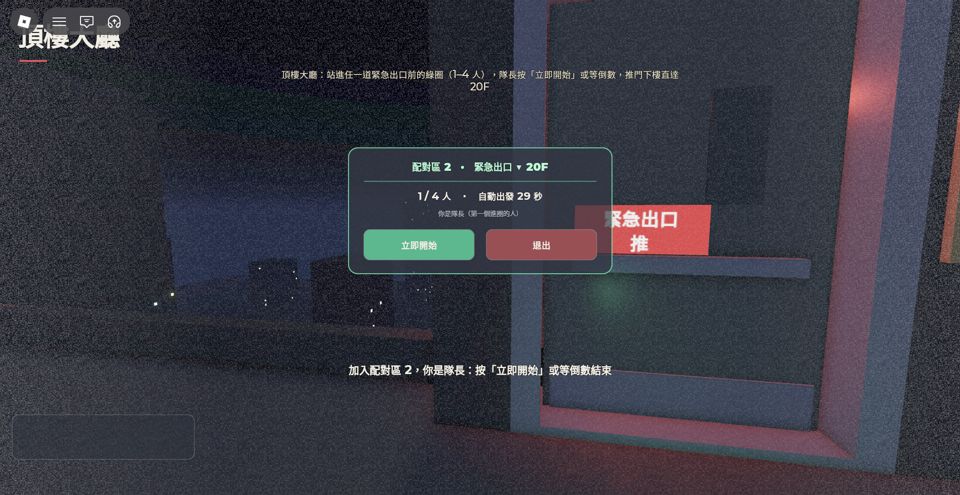 頂樓大廳
頂樓大廳：站進任一道緊急出口前的綠圈（1–4 人），隊長按「立即開始」或等倒數，推門下樓直達
20F
配對區 2 • 緊急出口 ▼ 20F
1 / 4 人 • 自動出發 29 秒
你是隊長（第一個進圈的人）
立即開始
退出
緊急出口
推
加入配對區 2，你是隊長：按「立即開始」或等倒數結束